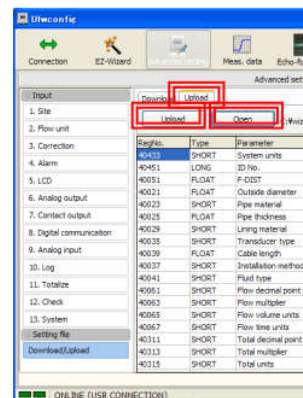 Ufwconfig
Connection EZ-Wizard Advanced setting Meas. data
Advanced set
Input
1. Site
2. Flow unit
3. Correction
4. Alarm
5. LCD
6. Analog output
7. Contact output
8. Digital communication
9. Analog input
10. Log
11. Totalize
12. Check
13. System
Setting file
Download/Upload
Download Upload
Upload Open
RegNo. Type Parameter
40433 SHORT System units
40451 LONG ID No.
40051 FLOAT F-DIST
40021 FLOAT Outside diameter
40023 SHORT Pipe material
40025 FLOAT Pipe thickness
40029 SHORT Lining material
40035 SHORT Transducer type
40039 FLOAT Cable length
40037 SHORT Installation method
40041 SHORT Fluid type
40061 SHORT Flow decimal point
40063 SHORT Flow multiplier
40065 SHORT Flow volume units
40067 SHORT Flow time units
40311 SHORT Total decimal point
40313 SHORT Total multiplier
40315 SHORT Total units
ONLINE (USB CONNECTION)